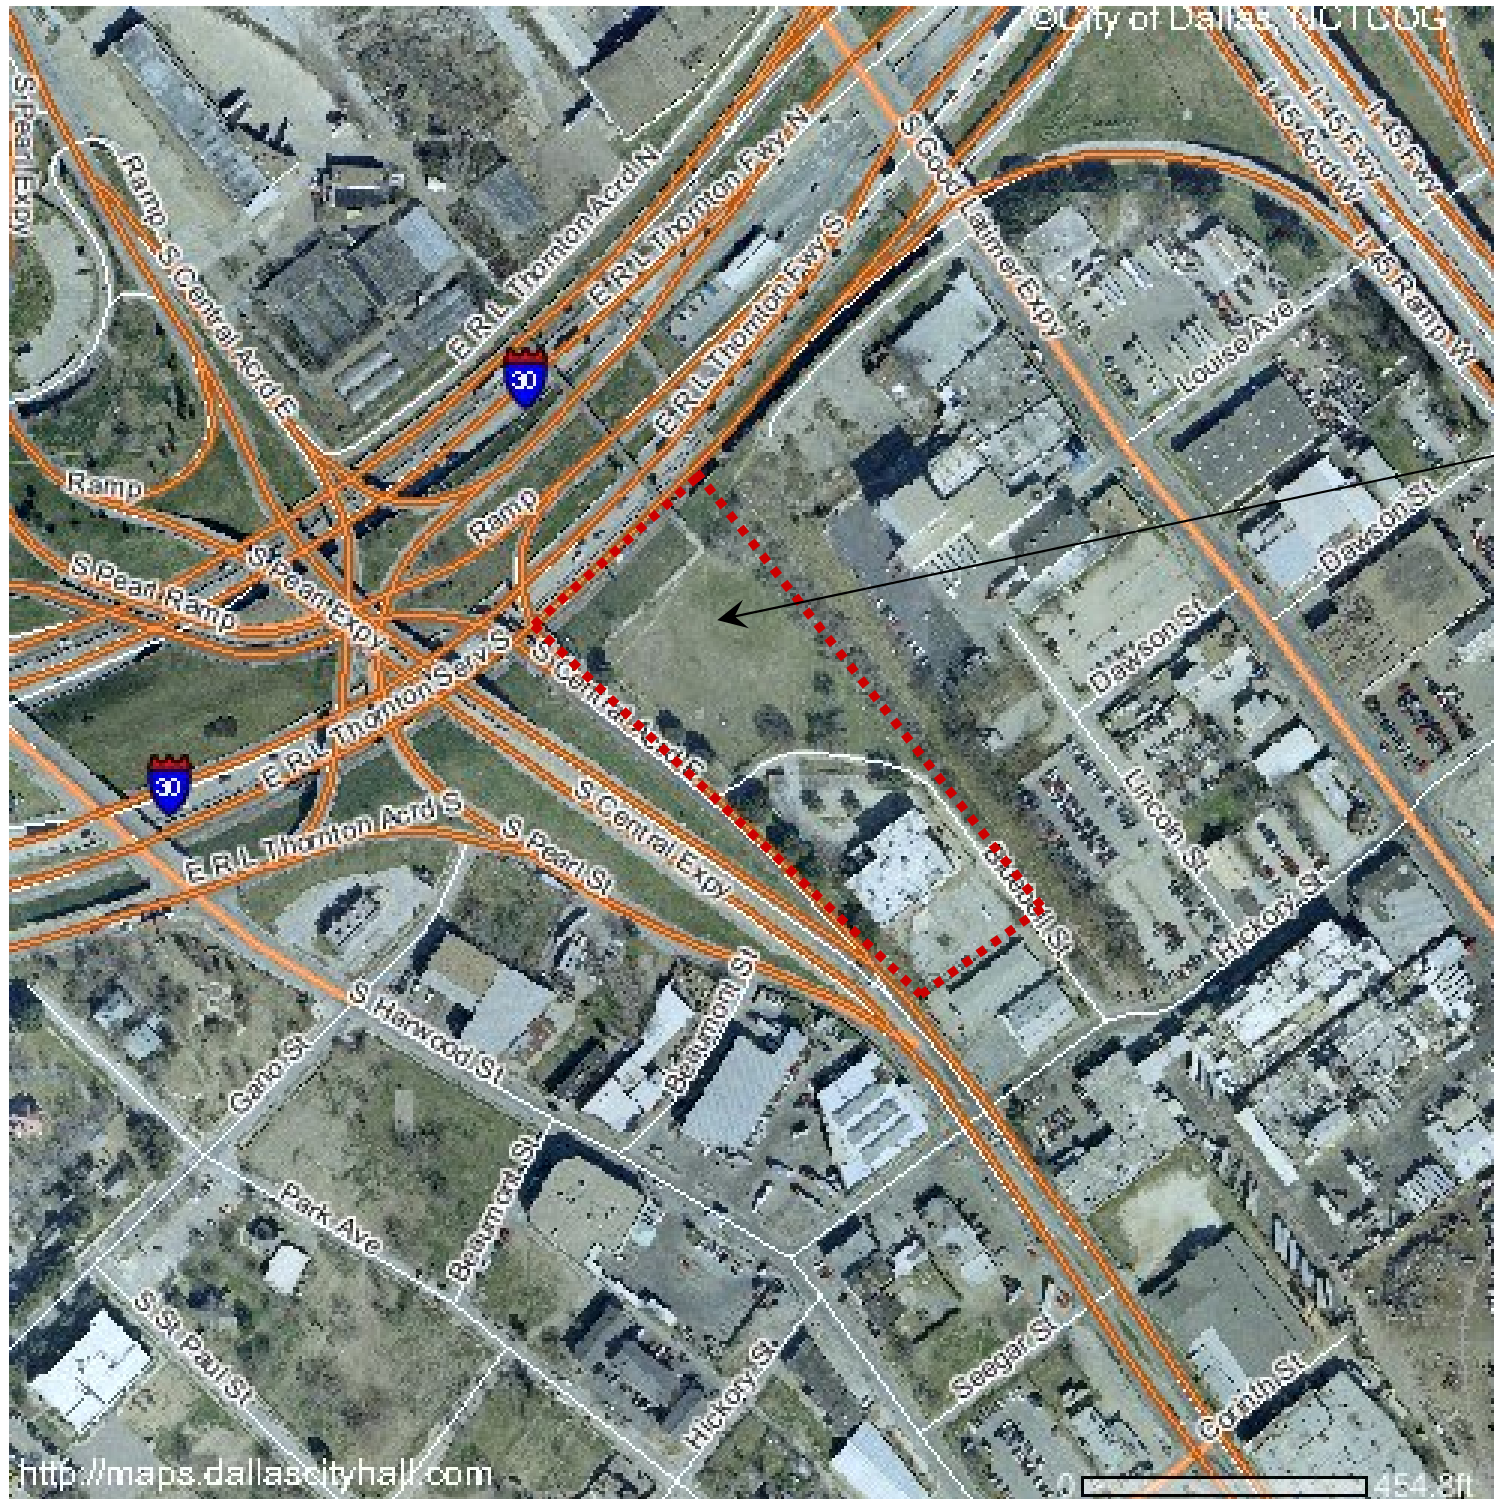 ©City of Dallas, NCTCOG
S Pearl Expy
Ramp
S Central Acrd E
E R L Thornton Acrd N
E R L Thornton Fwy N
E R L Thornton Fwy S
S Good Latimer Expy
I 45 Acrd W
I 45 Fwy
I 45 Fwy
I 45 Ramp W
Louise Ave
30
Ramp
Ramp
S Pearl Ramp
S Pearl Expy
Dawson St
Dawson St
E R L Thornton Serv S
S Central Acrd E
30
E R L Thornton Acrd S
S Pearl St
S Central Expy
Lincoln St
Hickory St
Beaumont St
S Harwood St
Gano St
Park Ave
Beaumont St
S St Paul St
Hickory St
Seegar St
Corinth St
http://maps.dallascityhall.com
0 454.8ft